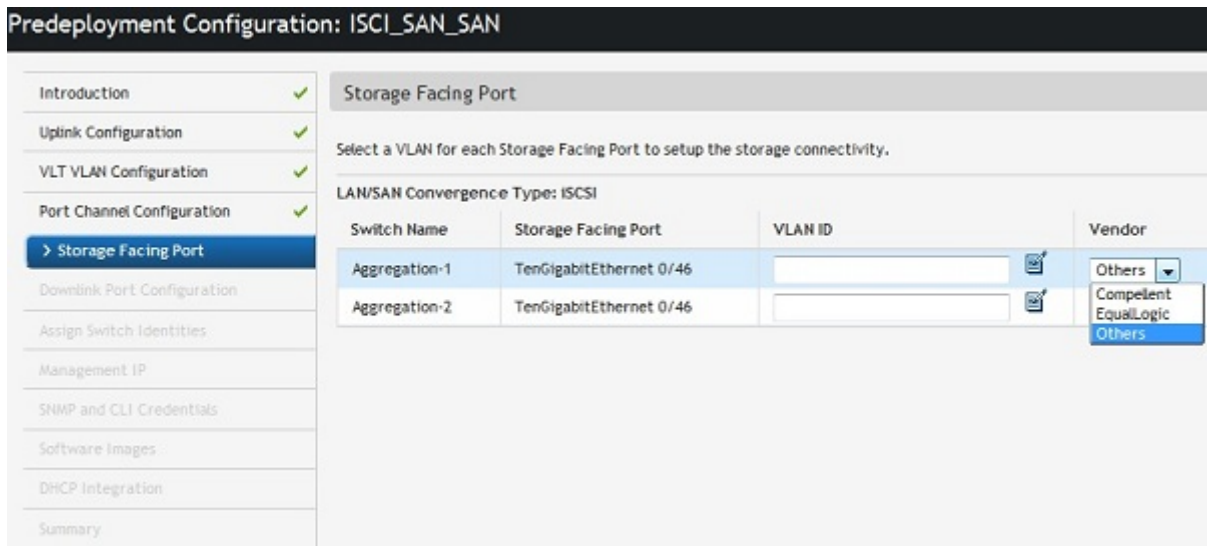 Predeployment Configuration: ISCI_SAN_SAN
Introduction
Uplink Configuration
VLT VLAN Configuration
Port Channel Configuration
> Storage Facing Port
Downlink Port Configuration
Assign Switch Identities
Management IP
SNMP and CLI Credentials
Software Images
DHCP Integration
Summary
Storage Facing Port
Select a VLAN for each Storage Facing Port to setup the storage connectivity.
LAN/SAN Convergence Type: iSCSI
Switch Name Storage Facing Port VLAN ID Vendor
Aggregation-1 TenGigabitEthernet 0/46 Others
Aggregation-2 TenGigabitEthernet 0/46
Compellent
EqualLogic
Others